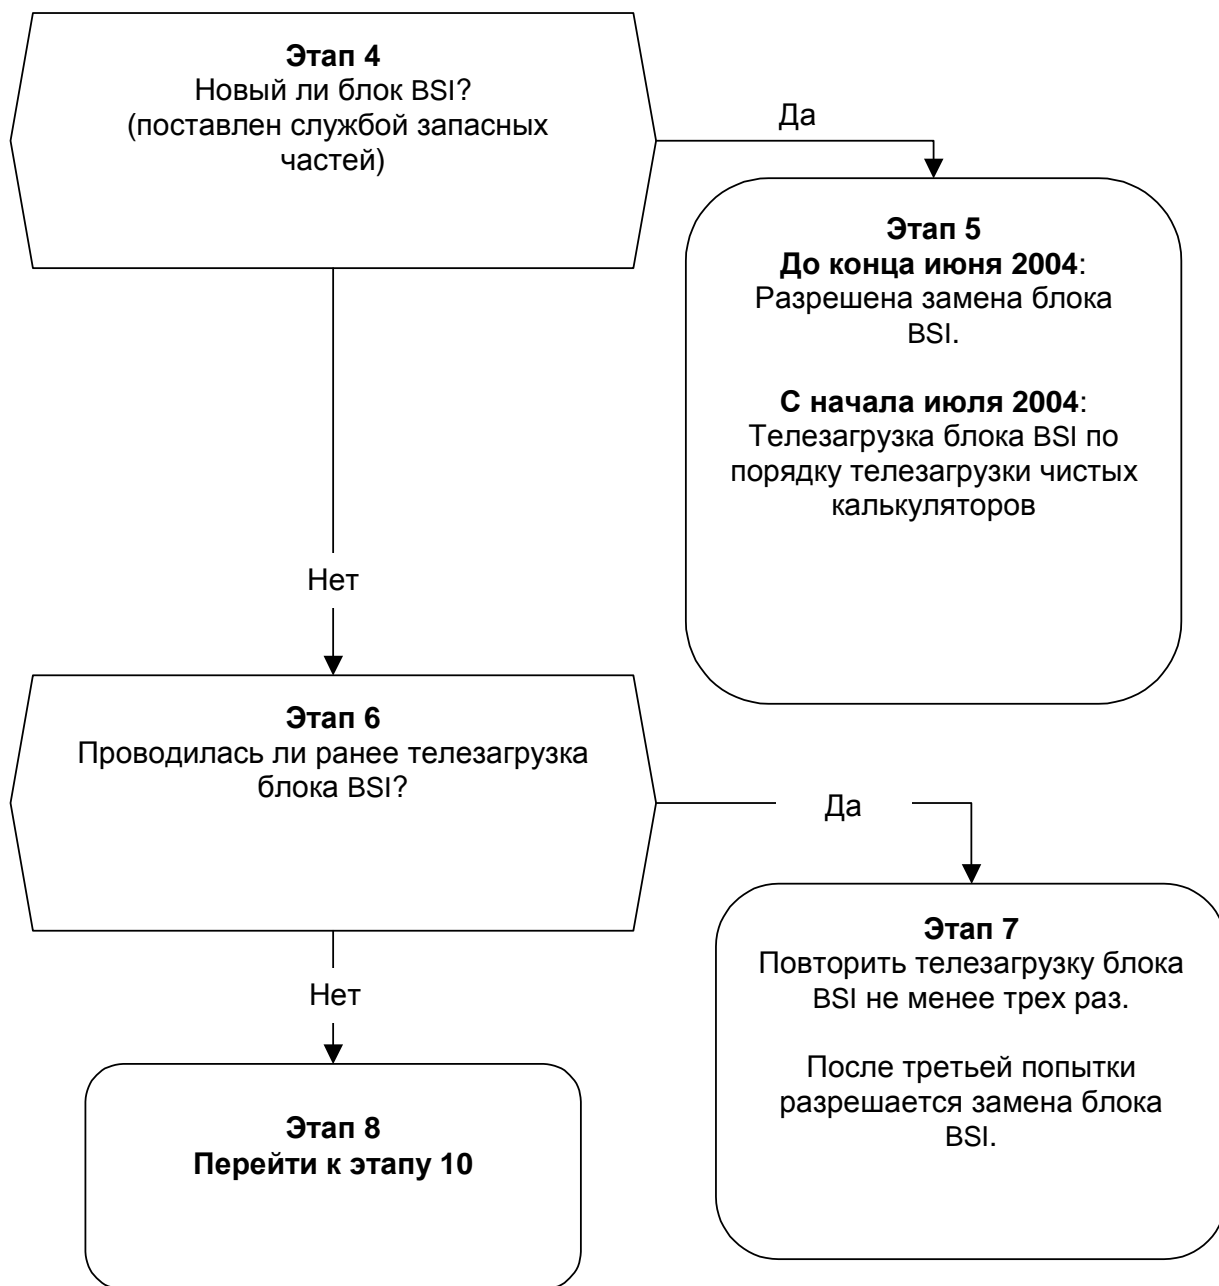 Этап 4
Новый ли блок BSI?
(поставлен службой запасных
частей)
Да
Этап 5
До конца июня 2004:
Разрешена замена блока
BSI.
С начала июля 2004:
Телезагрузка блока BSI по
порядку телезагрузки чистых
калькуляторов
Нет
Этап 6
Проводилась ли ранее телезагрузка
блока BSI?
Да
Этап 7
Повторить телезагрузку блока
BSI не менее трех раз.
После третьей попытки
разрешается замена блока
BSI.
Нет
Этап 8
Перейти к этапу 10